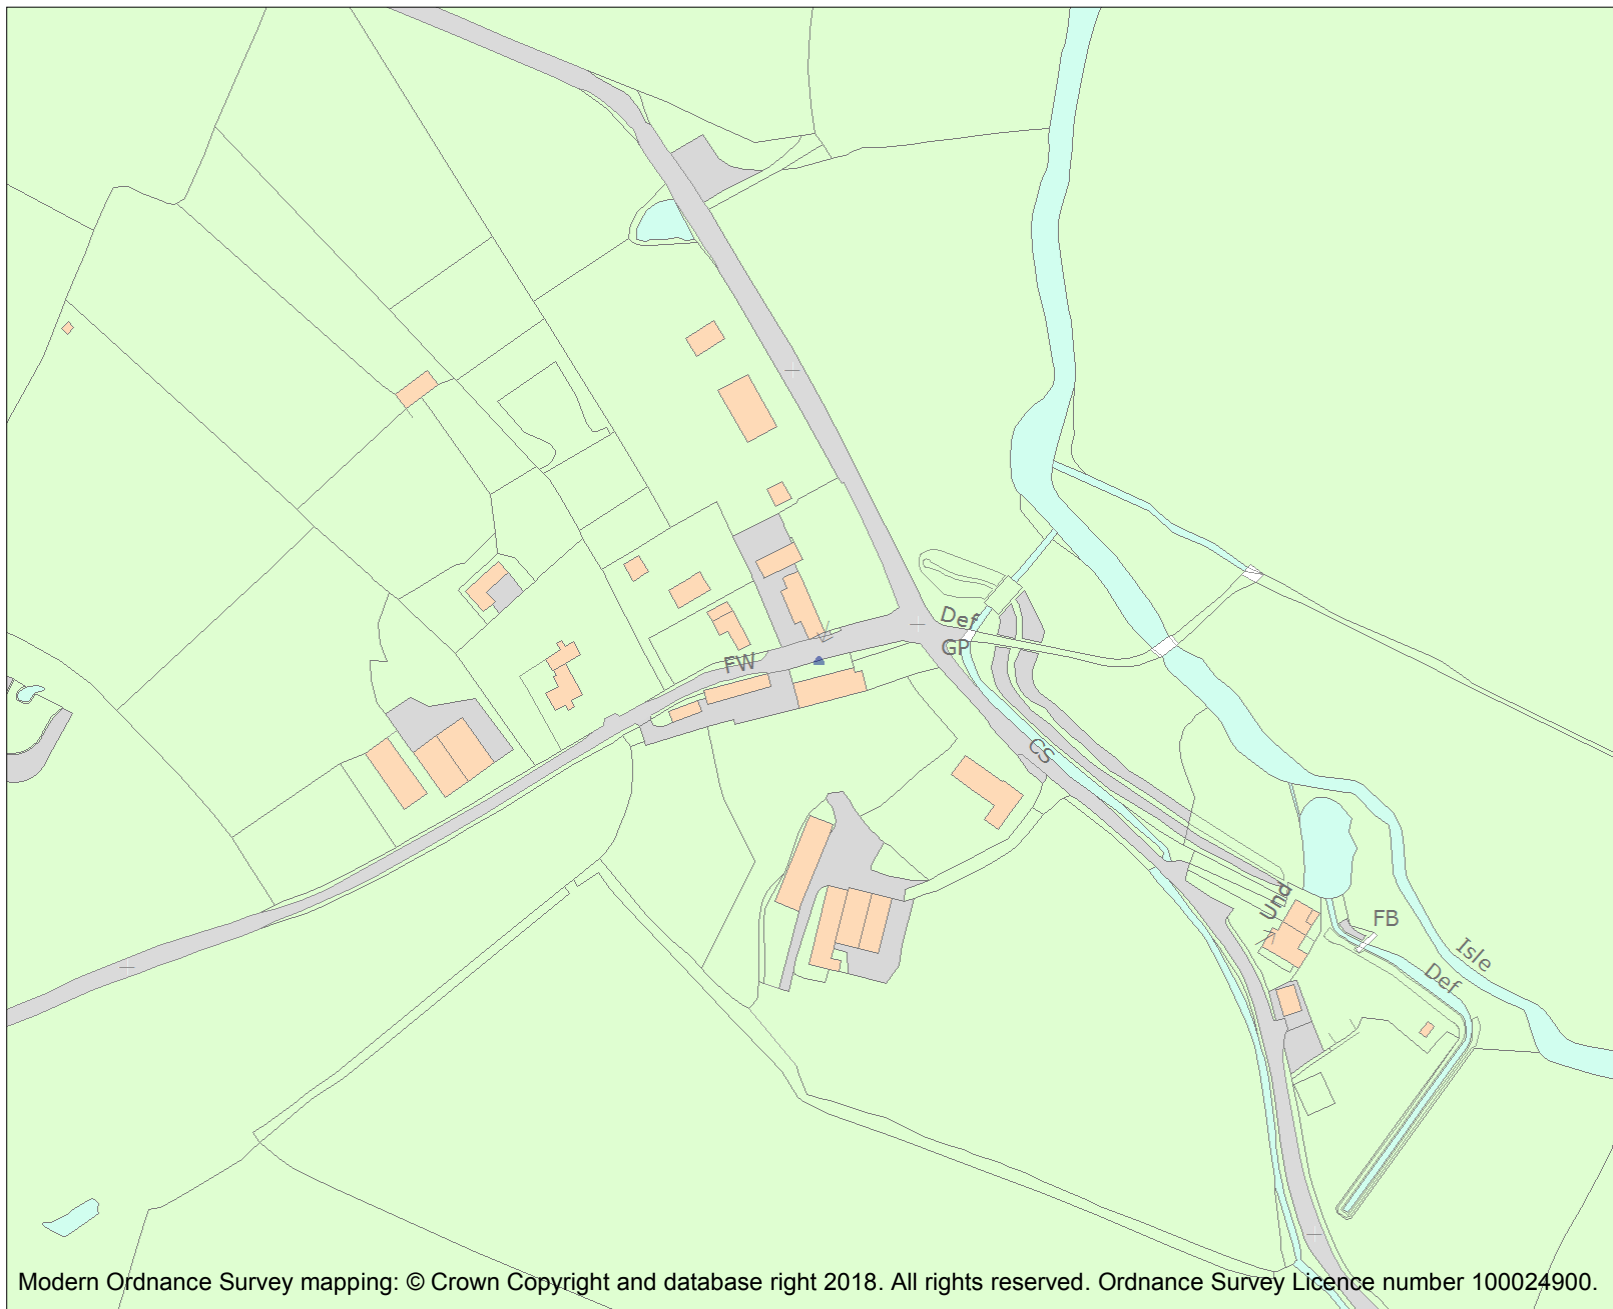 Def
GP
FW
CS
Und
FB
Isle
Def
Modern Ordnance Survey mapping: © Crown Copyright and database right 2018. All rights reserved. Ordnance Survey Licence number 100024900.